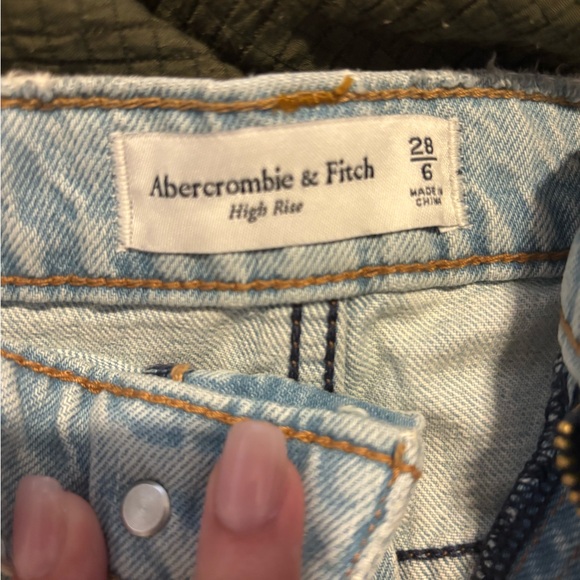 Abercrombie & Fitch
High Rise
28
6
MADE IN
CHINA